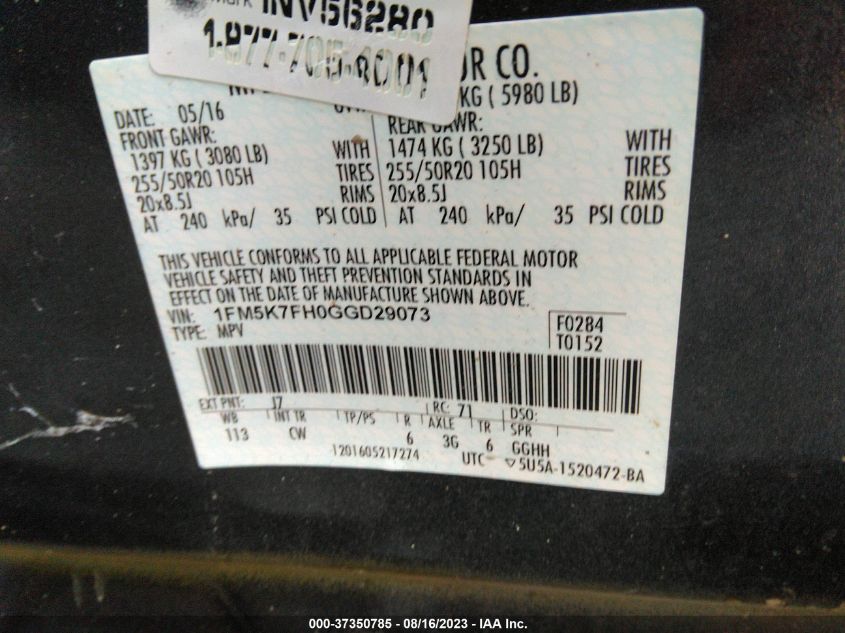 INV56280
1-877-705-4001
OR CO.
KG ( 5980 LB)
DATE: 05/16
FRONT GAWR:
1397 KG ( 3080 LB) WITH
255/50R20 105H TIRES
20x8.5J RIMS
AT 240 kPa/ 35 PSI COLD
REAR GAWR:
1474 KG ( 3250 LB) WITH
255/50R20 105H TIRES
20x8.5J RIMS
AT 240 kPa/ 35 PSI COLD
THIS VEHICLE CONFORMS TO ALL APPLICABLE FEDERAL MOTOR
VEHICLE SAFETY AND THEFT PREVENTION STANDARDS IN
EFFECT ON THE DATE OF MANUFACTURE SHOWN ABOVE.
VIN: 1FM5K7FH0GGD29073
TYPE: MPV
F0284
T0152
EXT PNT: J7 RC: 71 DSO:
WB INT TR TP/PS R AXLE TR SPR
113 CW 6 3G 6 GGHH
1201605217274 UTC ▽5U5A-1520472-BA
000-37350785 - 08/16/2023 - IAA Inc.